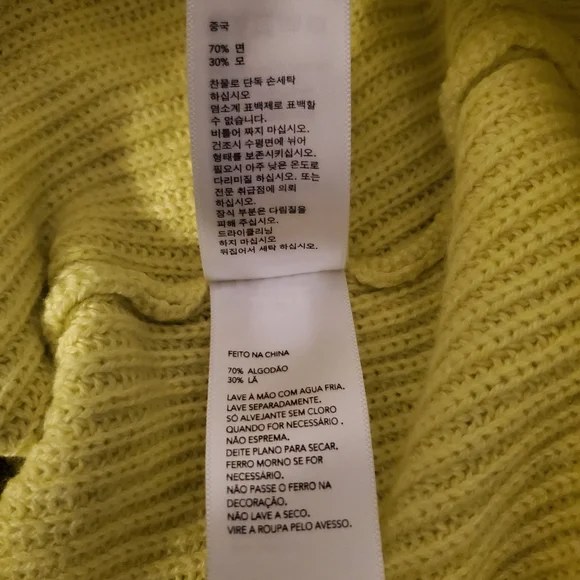 중국
70% 면
30% 모
찬물로 단독 손세탁
하십시오
염소계 표백제로 표백할
수 없습니다.
비틀어 짜지 마십시오.
건조시 수평면에 뉘어
형태를 보존시키십시오.
필요시 아주 낮은 온도로
다리미질 하십시오. 또는
전문 취급점에 의뢰
하십시오.
장식 부분은 다림질을
피해 주십시오.
드라이클리닝
하지 마십시오
뒤집어서 세탁 하십시오.
FEITO NA CHINA
70% ALGODÃO
30% LÃ
LAVE À MÃO COM AGUA FRIA.
LAVE SEPARADAMENTE.
SÓ ALVEJANTE SEM CLORO
QUANDO FOR NECESSÁRIO .
NÃO ESPREMA.
DEITE PLANO PARA SECAR.
FERRO MORNO SE FOR
NECESSÁRIO.
NÃO PASSE O FERRO NA
DECORAÇÃO.
NÃO LAVE A SECO.
VIRE A ROUPA PELO AVESSO.